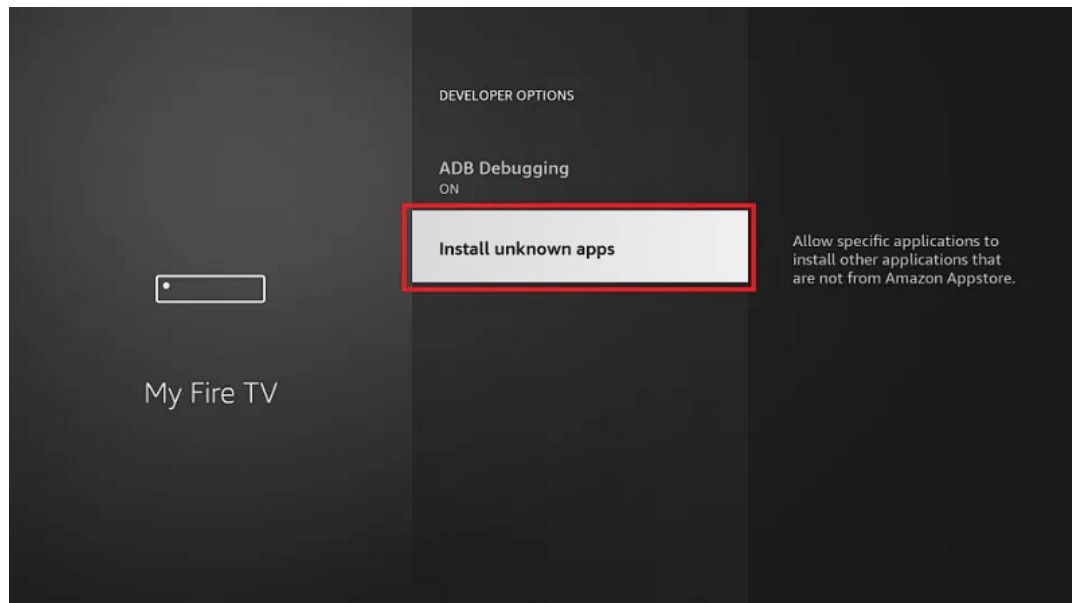 DEVELOPER OPTIONS
ADB Debugging
ON
Install unknown apps
Allow specific applications to
install other applications that
are not from Amazon Appstore.
My Fire TV